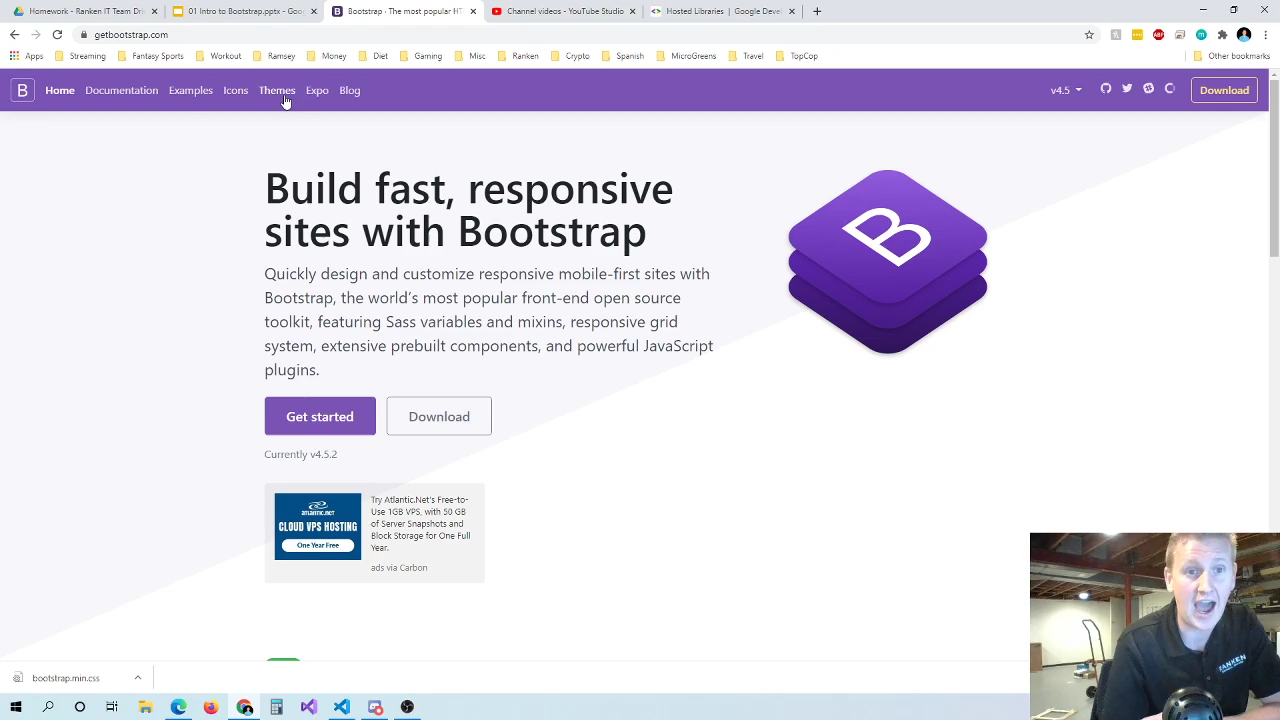 Homework - Ranken IT Team Dri
01 Intro to Bootstrap.pptx - Goo
Bootstrap · The most popular HT
Channel videos - YouTube Studio
Hosted Libraries | Google Devel
getbootstrap.com
Apps
Streaming
Fantasy Sports
Workout
Ramsey
Money
Diet
Gaming
Misc
Ranken
Crypto
Spanish
MicroGreens
Travel
TopCop
Other bookmarks
B
Home
Documentation
Examples
Icons
Themes
Expo
Blog
v4.5
Download
Build fast, responsive
sites with Bootstrap
B
Quickly design and customize responsive mobile-first sites with
Bootstrap, the world's most popular front-end open source
toolkit, featuring Sass variables and mixins, responsive grid
system, extensive prebuilt components, and powerful JavaScript
plugins.
Get started
Download
Currently v4.5.2
ATLANTIC.NET
CLOUD VPS HOSTING
One Year Free
Try Atlantic.Net's Free-to-
Use 1GB VPS, with 50 GB
of Server Snapshots and
Block Storage for One Full
Year.
ads via Carbon
RANKEN
bootstrap.min.css